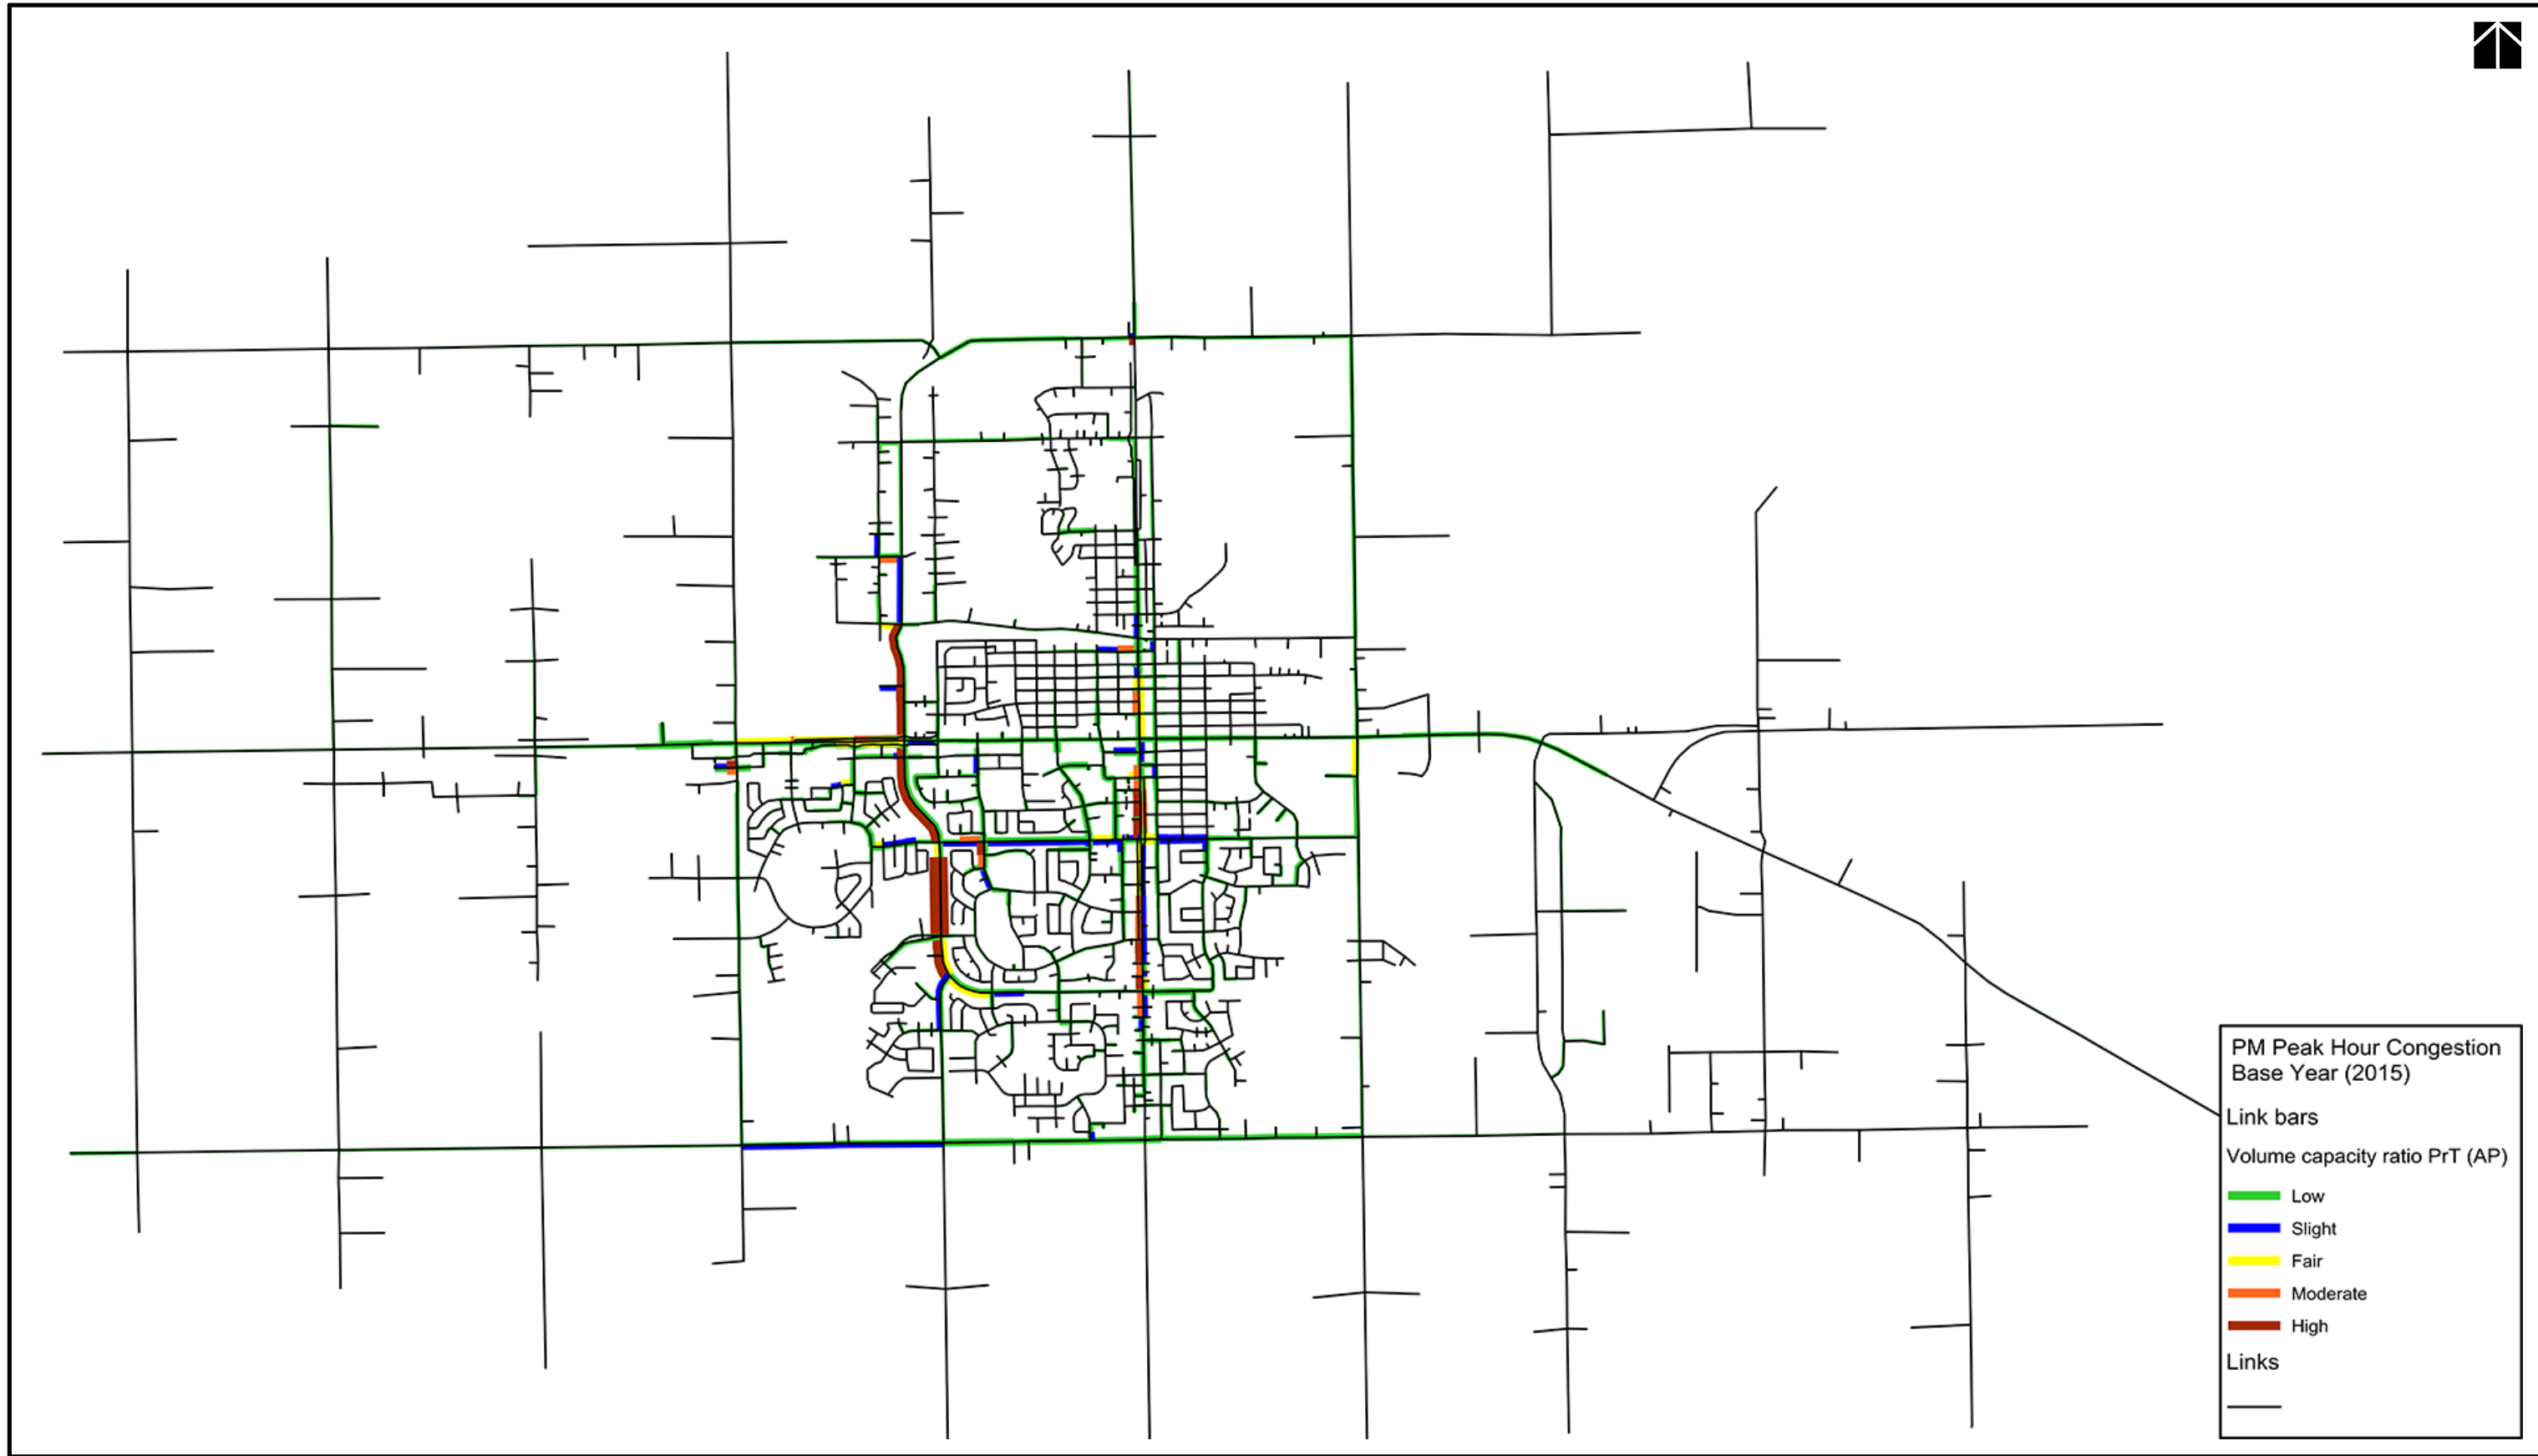 PM Peak Hour Congestion
Base Year (2015)
Link bars
Volume capacity ratio PrT (AP)
Low
Slight
Fair
Moderate
High
Links